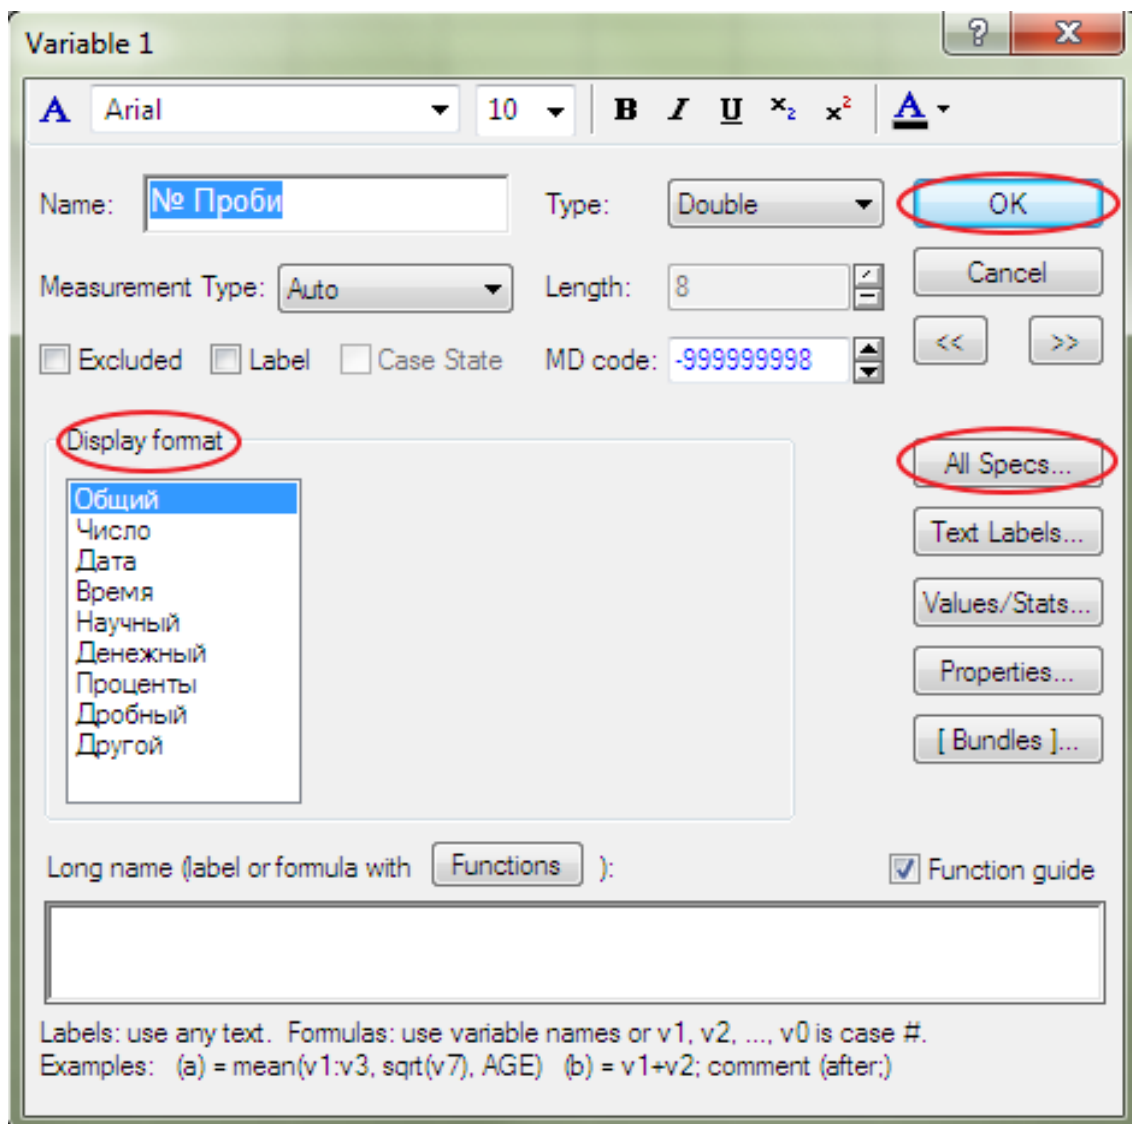 Variable 1
A Arial 10 B I U x₂ x² A
Name: № Проби Type: Double OK
Measurement Type: Auto Length: 8 Cancel
Excluded Label Case State MD code: -999999998 << >>
Display format
Общий
Число
Дата
Время
Научный
Денежный
Проценты
Дробный
Другой
All Specs...
Text Labels...
Values/Stats...
Properties...
[ Bundles ]...
Long name (label or formula with Functions ): Function guide
Labels: use any text. Formulas: use variable names or v1, v2, ..., v0 is case #.
Examples: (a) = mean(v1:v3, sqrt(v7), AGE) (b) = v1+v2; comment (after;)